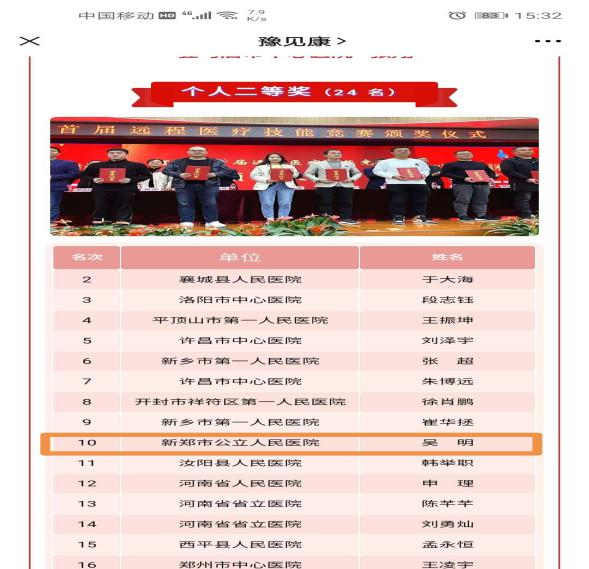 中国移动 HD 46 7.9 K/s 83 15:32
豫见康
个人二等奖（24 名）
首届远程医疗技能竞赛颁奖仪式
名次 单位 姓名
2 襄城县人民医院 于大海
3 洛阳市中心医院 段志钰
4 平顶山市第一人民医院 王振坤
5 许昌市中心医院 刘泽宇
6 新乡市第一人民医院 张 超
7 许昌市中心医院 朱博远
8 开封市祥符区第一人民医院 徐肖鹏
9 新乡市第一人民医院 崔华拯
10 新郑市公立人民医院 吴 明
11 汝阳县人民医院 韩举职
12 河南省人民医院 申 理
13 河南省省立医院 陈芊芊
14 河南省省立医院 刘勇灿
15 西平县人民医院 孟永恒
16 郑州市中心医院 王凌宇